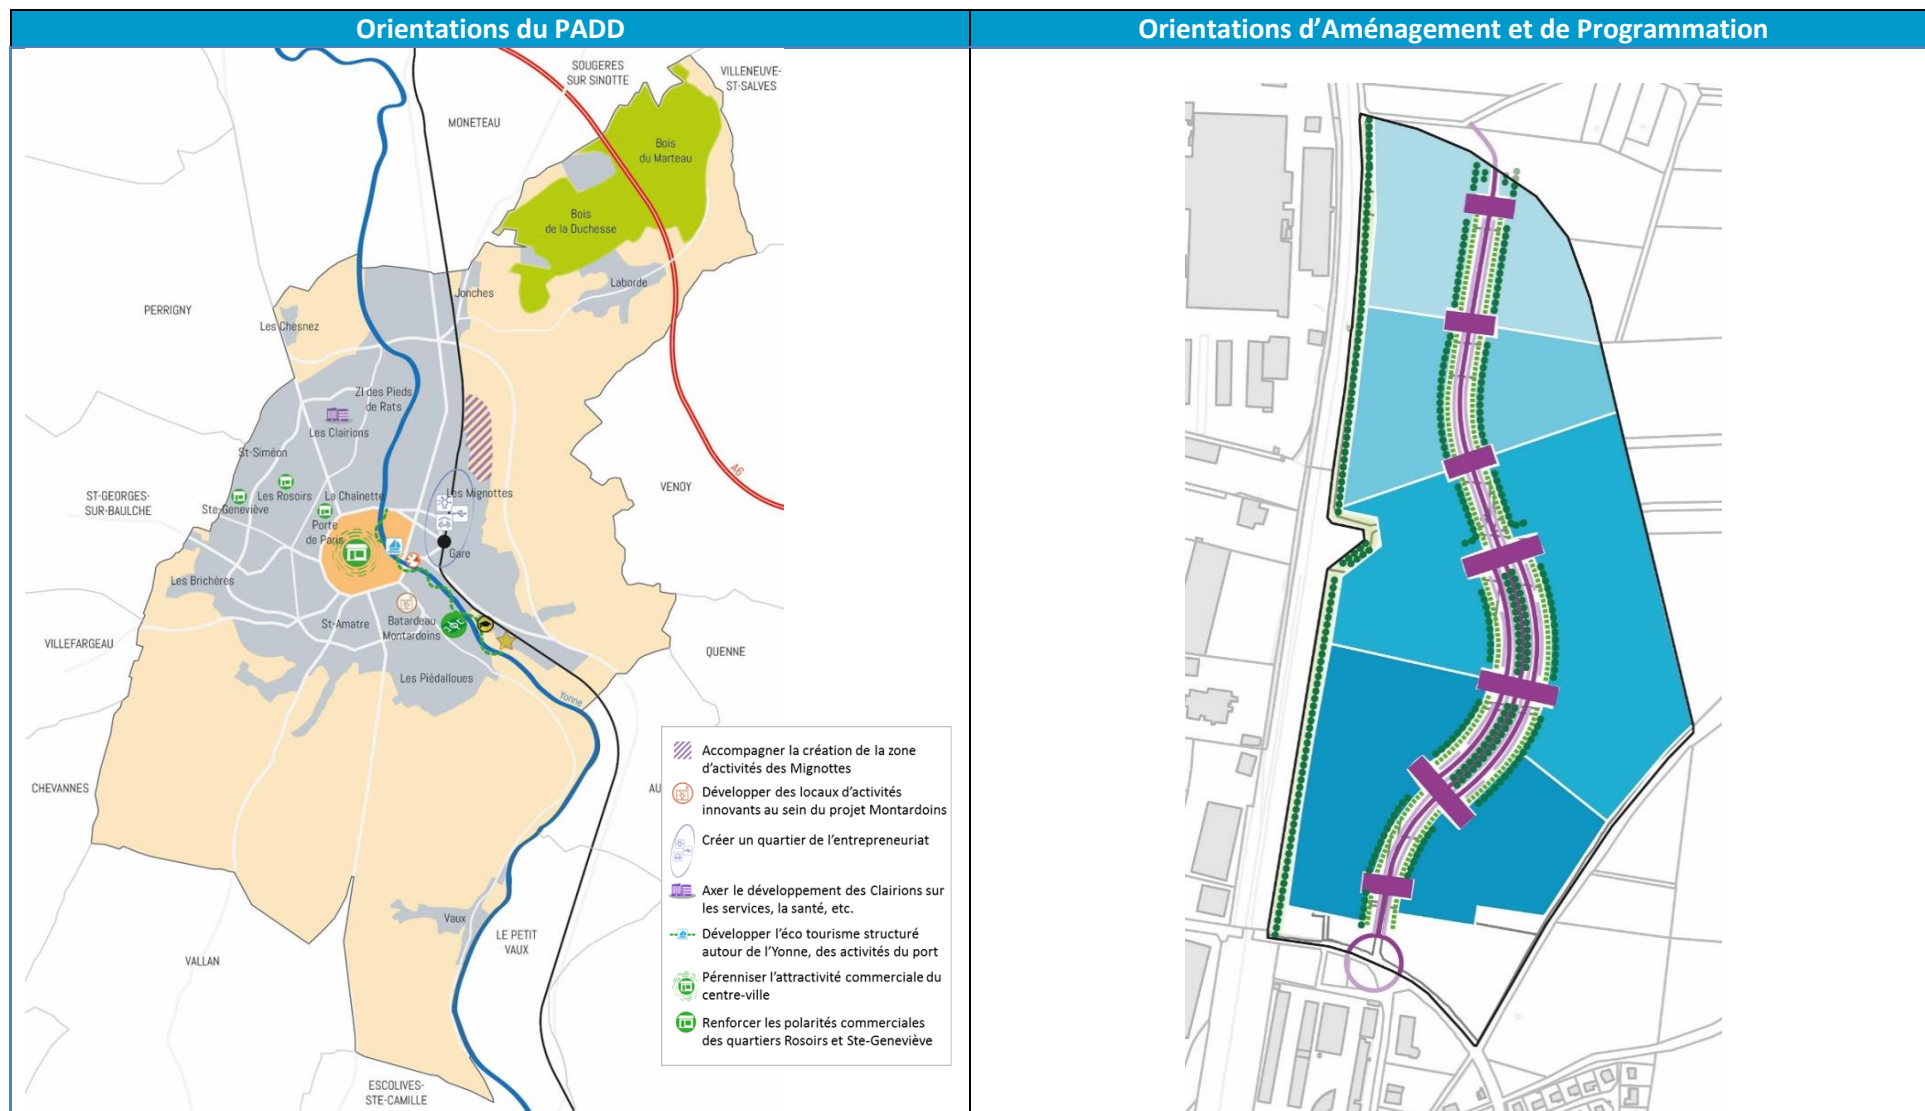 Orientations du PADD
Orientations d’Aménagement et de Programmation
SOUGERES
SUR SINOTTE
VILLENEUVE-
ST-SALVES
MONETEAU
Bois
du Marteau
Bois
de la Duchesse
Laborde
Jonches
PERRIGNY
Les Chesnez
ZI des Pieds
de Rats
Les Clairions
St-Siméon
A6
ST-GEORGES-
SUR-BAULCHE
Les Rosoirs
La Chaînette
Les Mignottes
VENOY
Ste-Geneviève
Porte
de Paris
Gare
Les Brichères
St-Amatre
Batardeau
Montardoins
VILLEFARGEAU
QUENNE
Les Piédalloues
Yonne
CHEVANNES
AU
Vaux
LE PETIT
VAUX
VALLAN
ESCOLIVES-
STE-CAMILLE
Accompagner la création de la zone
d’activités des Mignottes
Développer des locaux d’activités
innovants au sein du projet Montardoins
Créer un quartier de l’entrepreneuriat
Axer le développement des Clairions sur
les services, la santé, etc.
Développer l’éco tourisme structuré
autour de l’Yonne, des activités du port
Pérenniser l’attractivité commerciale du
centre-ville
Renforcer les polarités commerciales
des quartiers Rosoirs et Ste-Geneviève